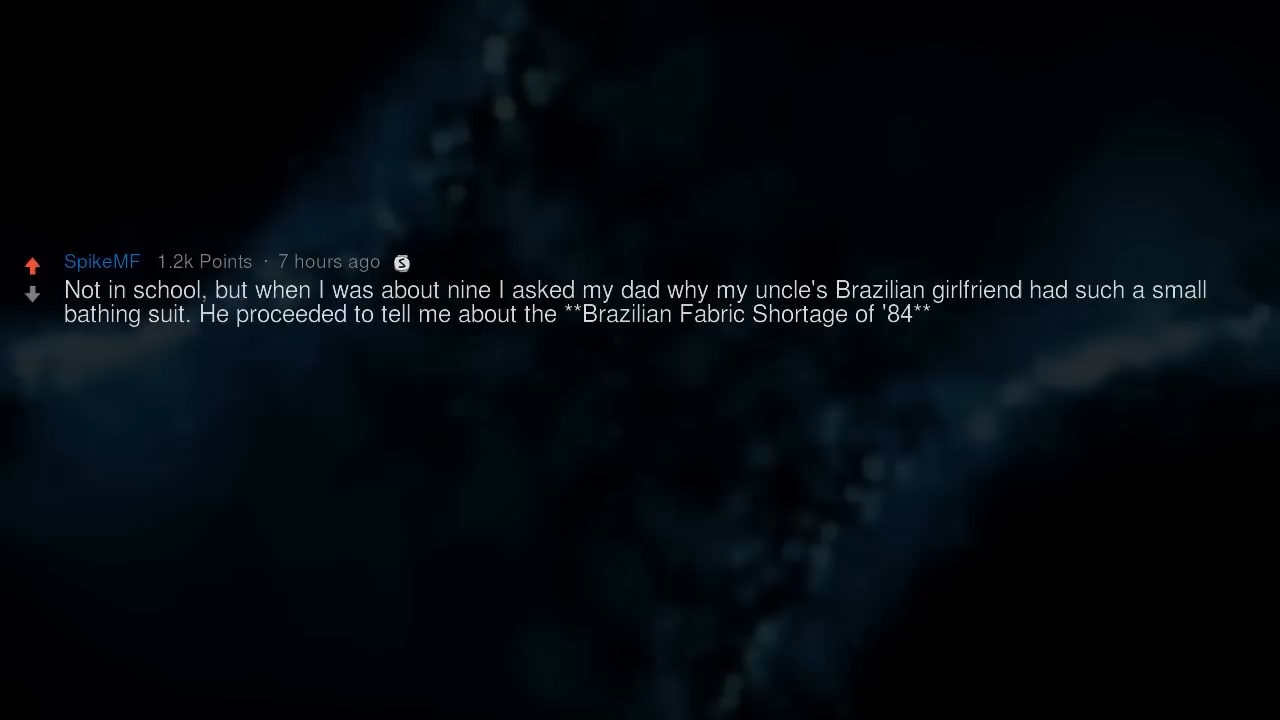 SpikeMF 1.2k Points · 7 hours ago S
Not in school, but when I was about nine I asked my dad why my uncle's Brazilian girlfriend had such a small
bathing suit. He proceeded to tell me about the **Brazilian Fabric Shortage of '84**